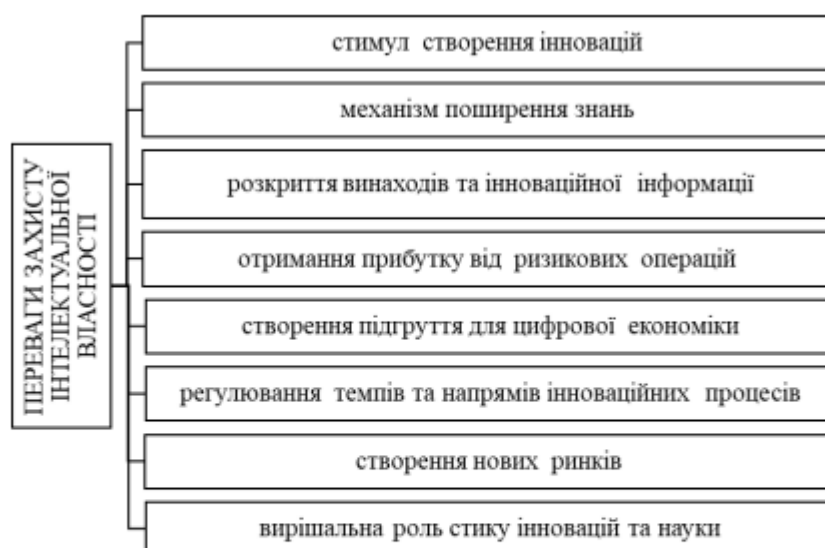 ПЕРЕВАГИ ЗАХИСТУ
ІНТЕЛЕКТУАЛЬНОЇ
ВЛАСНОСТІ
стимул створення інновацій
механізм поширення знань
розкриття винаходів та інноваційної інформації
отримання прибутку від ризикових операцій
створення підгруття для цифрової економіки
регулювання темпів та напрямів інноваційних процесів
створення нових ринків
вирішальна роль стику інновацій та науки